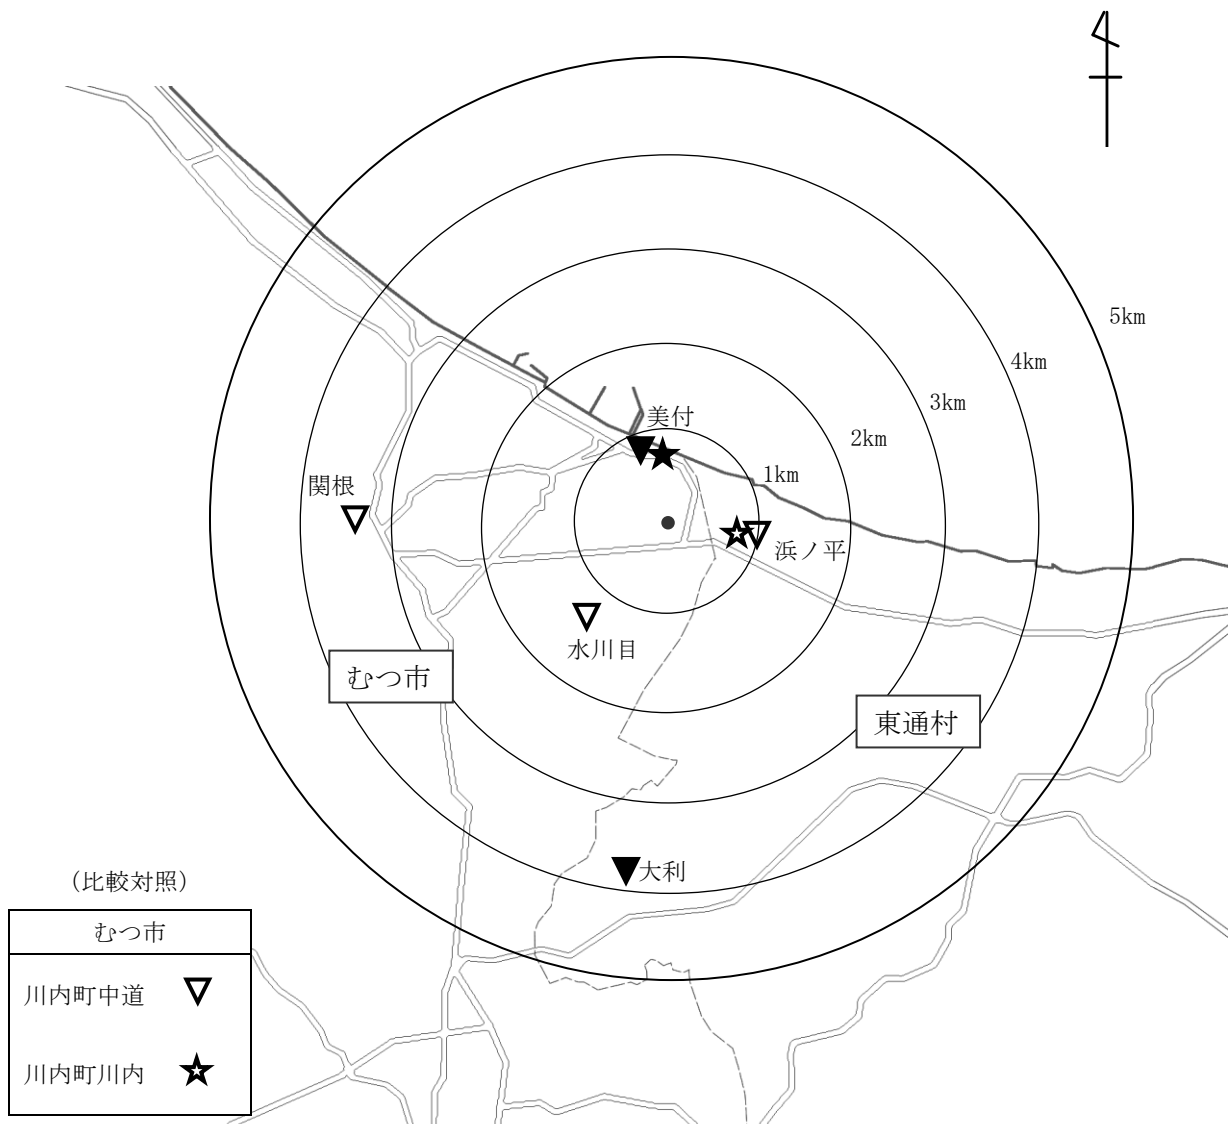 5km
4km
3km
2km
1km
美付
関根
浜ノ平
水川目
むつ市
東通村
大利
（比較対照）
むつ市
川内町中道
川内町川内